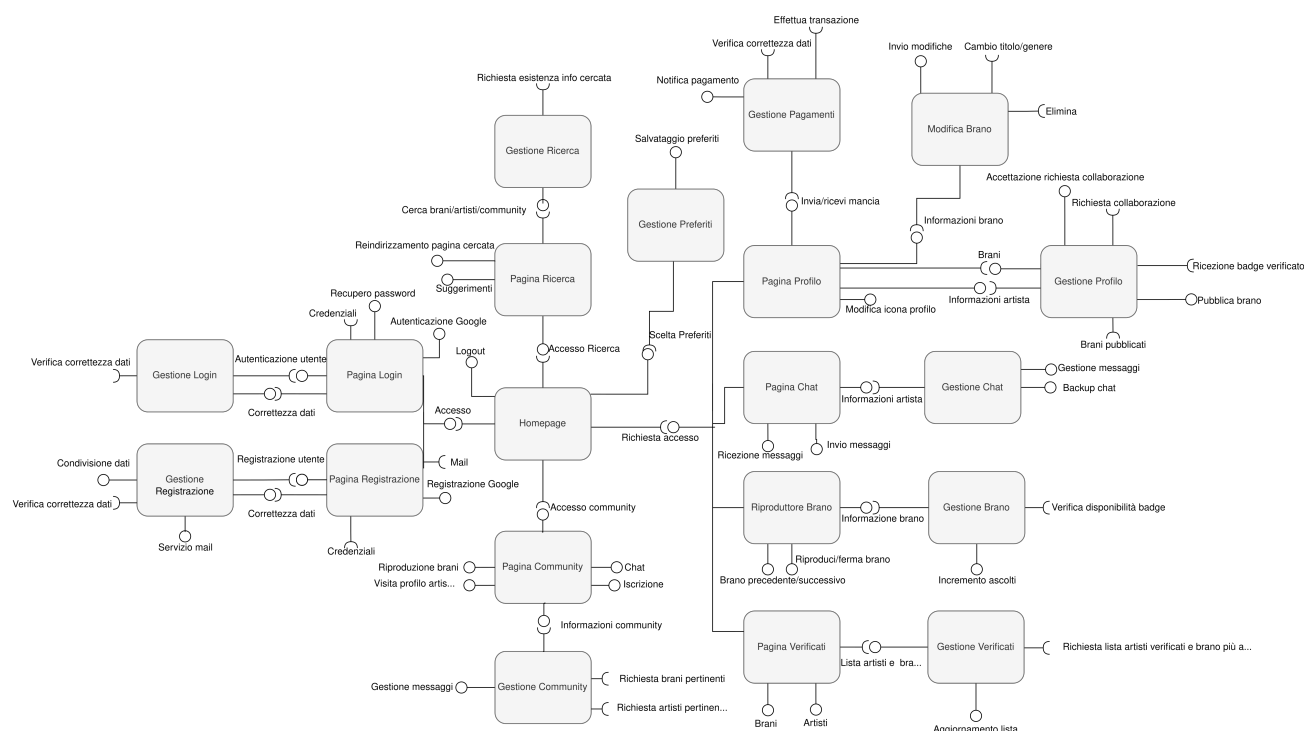 Effettua transazione
Verifica correttezza dati
Invio modifiche
Cambio titolo/genere
Richiesta esistenza info cercata
Notifica pagamento
Gestione Pagamenti
Elimina
Modifica Brano
Gestione Ricerca
Salvataggio preferiti
Accettazione richiesta collaborazione
Richiesta collaborazione
Cerca brani/artisti/community
Invia/ricevi mancia
Informazioni brano
Gestione Preferiti
Reindirizzamento pagina cercata
Pagina Ricerca
Suggerimenti
Pagina Profilo
Brani
Gestione Profilo
Ricezione badge verificato
Informazioni artista
Pubblica brano
Modifica icona profilo
Brani pubblicati
Recupero password
Credenziali
Autenticazione Google
Scelta Preferiti
Logout
Accesso Ricerca
Verifica correttezza dati
Gestione Login
Autenticazione utente
Pagina Login
Correttezza dati
Accesso
Homepage
Richiesta accesso
Pagina Chat
Informazioni artista
Gestione Chat
Gestione messaggi
Backup chat
Ricezione messaggi
Invio messaggi
Condivisione dati
Registrazione utente
Mail
Gestione
Registrazione
Pagina Registrazione
Registrazione Google
Verifica correttezza dati
Correttezza dati
Servizio mail
Credenziali
Accesso community
Riproduttore Brano
Informazione brano
Gestione Brano
Verifica disponibilità badge
Riproduci/ferma brano
Brano precedente/successivo
Incremento ascolti
Riproduzione brani
Pagina Community
Chat
Visita profilo artis...
Iscrizione
Informazioni community
Pagina Verificati
Lista artisti e  bra...
Gestione Verificati
Richiesta lista artisti verificati e brano più a...
Gestione messaggi
Gestione Community
Richiesta brani pertinenti
Richiesta artisti pertinen...
Brani
Artisti
Aggiornamento lista